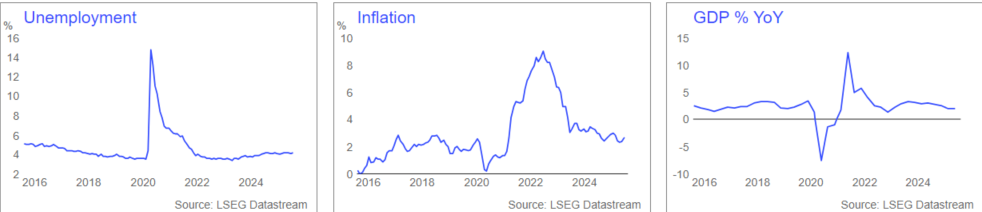 Unemployment
%
16
14
12
10
8
6
4
2
2016 2018 2020 2022 2024
Source: LSEG Datastream
Inflation
%
10
8
6
4
2
0
2016 2018 2020 2022 2024
Source: LSEG Datastream
GDP % YoY
15
10
5
0
-5
-10
2016 2018 2020 2022 2024
Source: LSEG Datastream